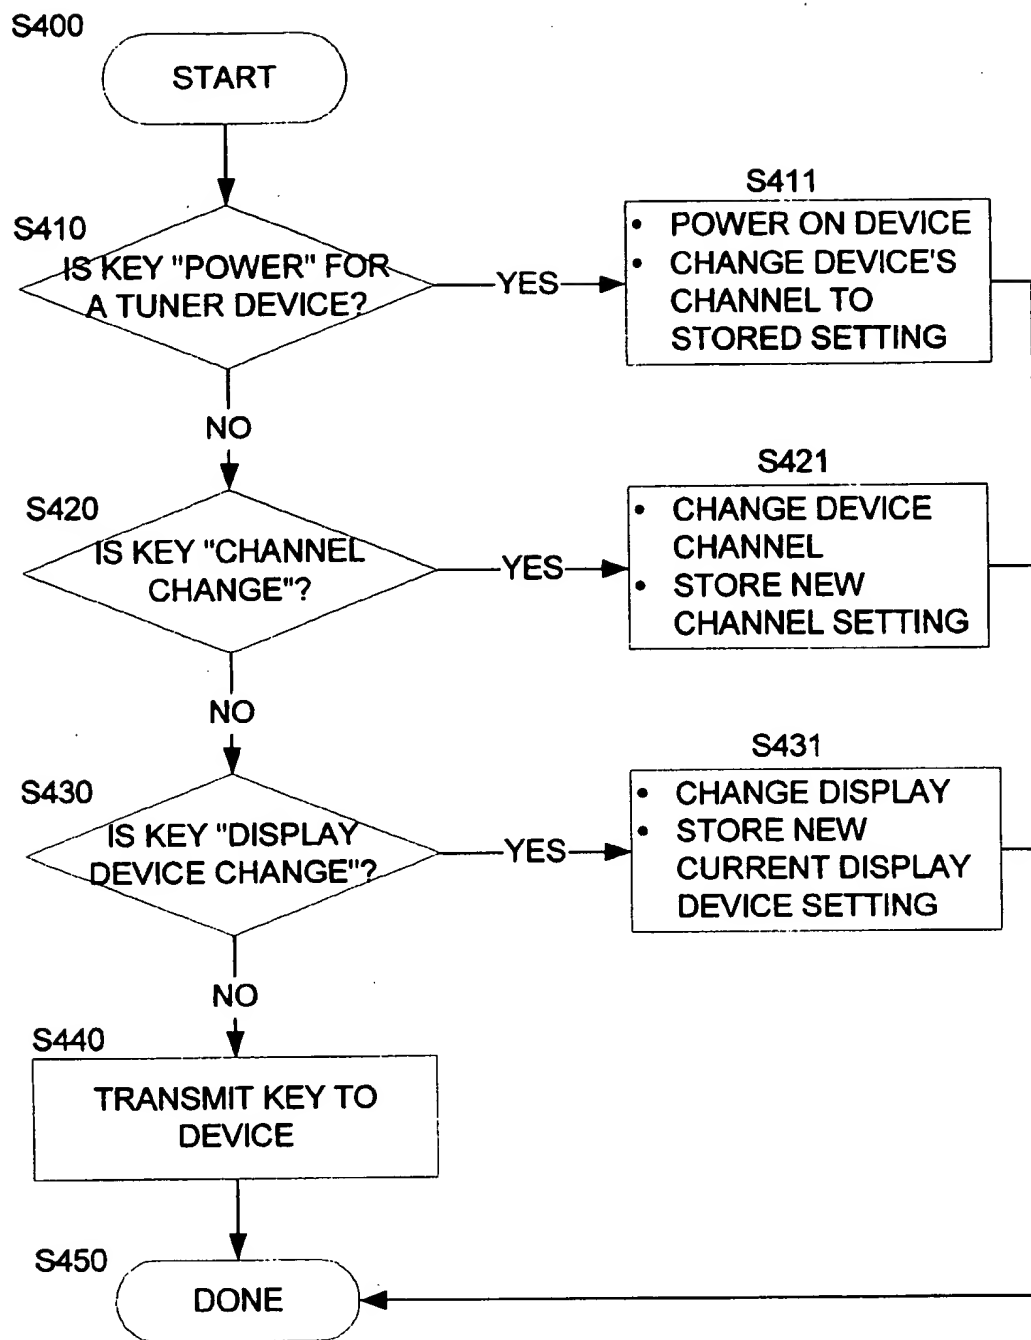 S400
START
S410
IS KEY "POWER" FOR
A TUNER DEVICE?
YES
S411
• POWER ON DEVICE
• CHANGE DEVICE'S
CHANNEL TO
STORED SETTING
NO
S420
IS KEY "CHANNEL
CHANGE"?
YES
S421
• CHANGE DEVICE
CHANNEL
• STORE NEW
CHANNEL SETTING
NO
S430
IS KEY "DISPLAY
DEVICE CHANGE"?
YES
S431
• CHANGE DISPLAY
• STORE NEW
CURRENT DISPLAY
DEVICE SETTING
NO
S440
TRANSMIT KEY TO
DEVICE
S450
DONE